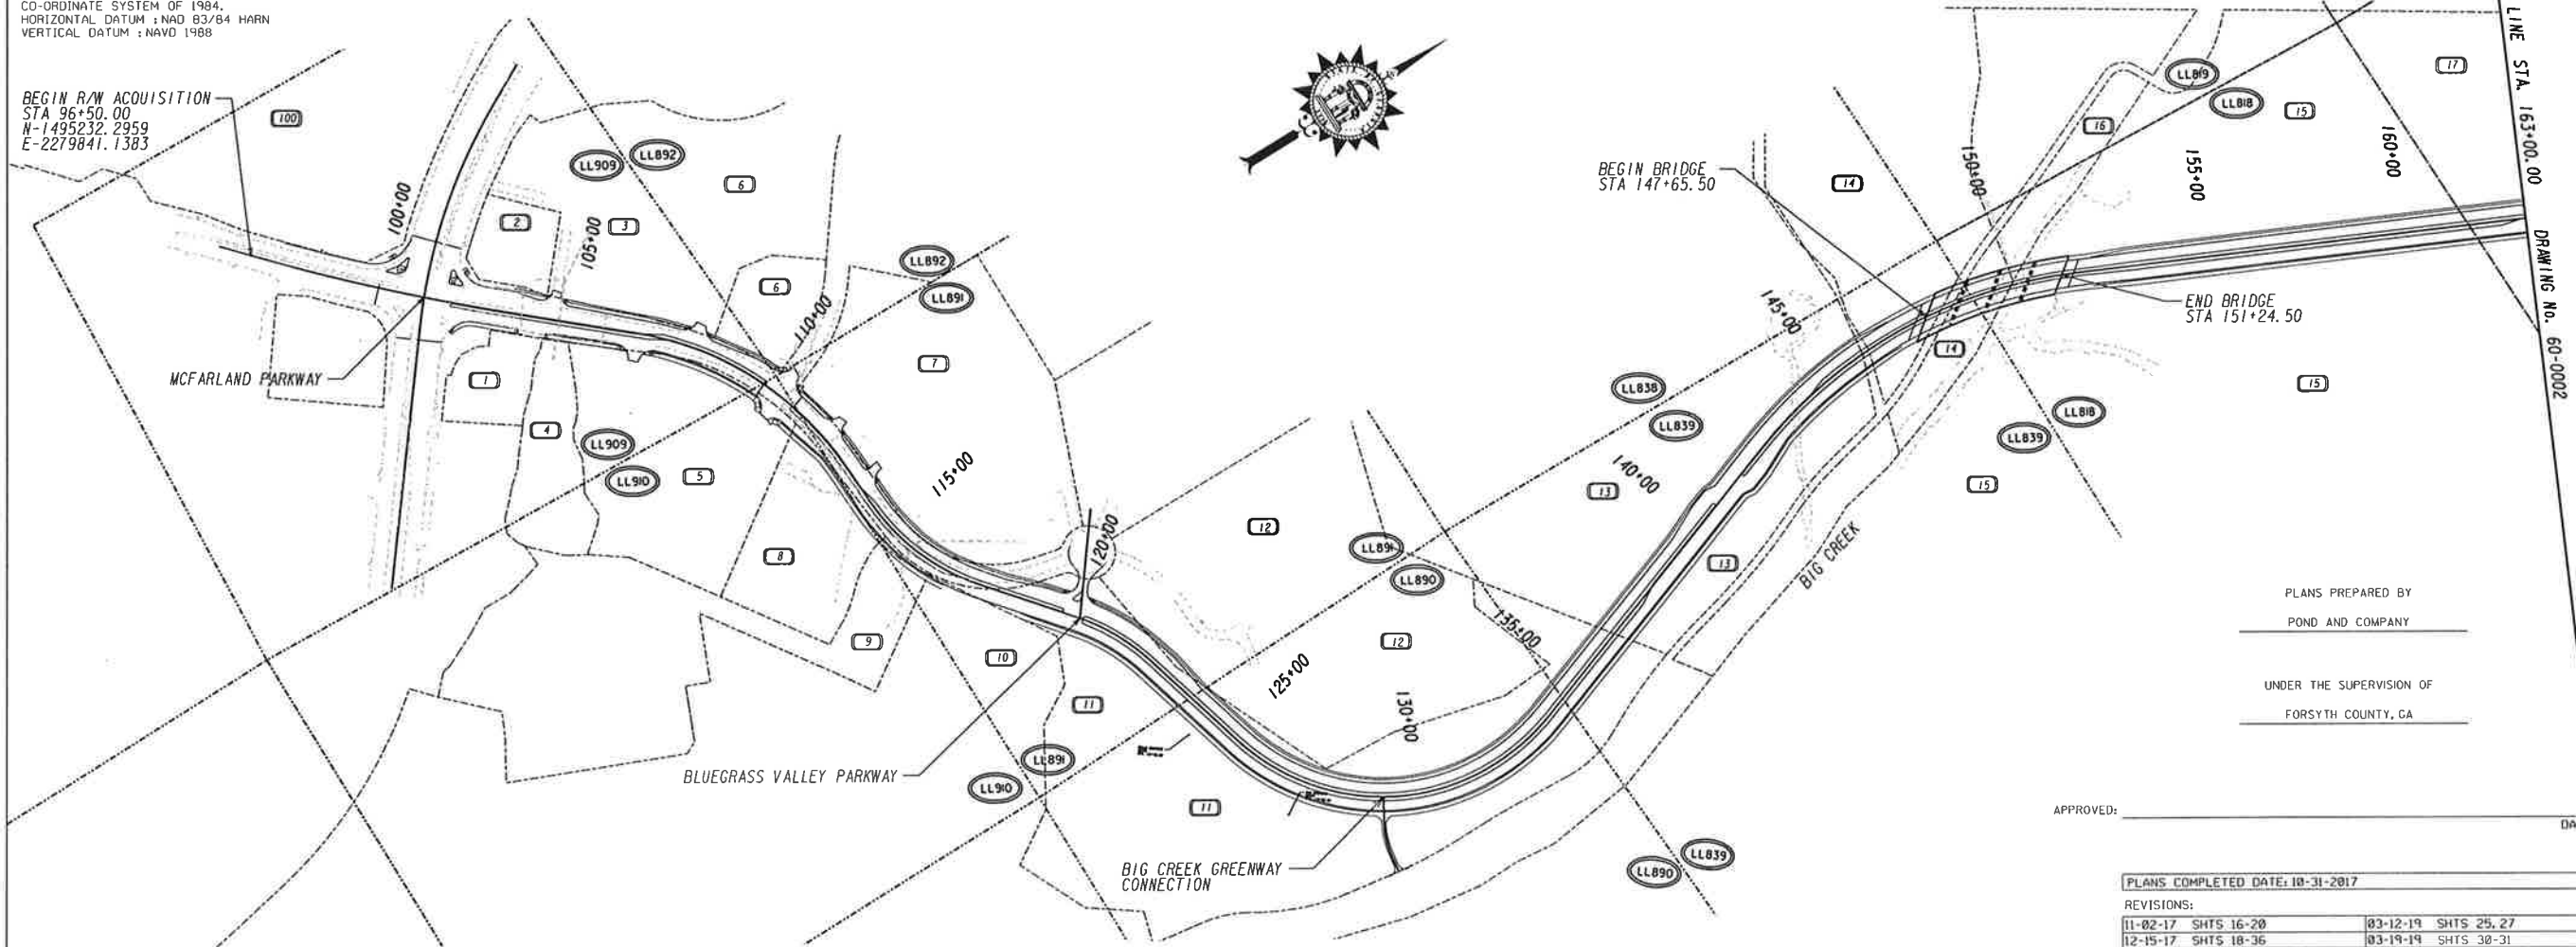 CO-ORDINATE SYSTEM OF 1984.
HORIZONTAL DATUM : NAD 83/84 HARN
VERTICAL DATUM : NAVD 1988
BEGIN R/W ACQUISITION
STA 96+50.00
N-1495232.2959
E-2279841.1383
100
100+00
LL909
LL892
6
2
3
105+00
6
110+00
LL892
LL891
7
MCFARLAND PARKWAY
1
4
LL909
LL910
5
8
115+00
9
120+00
10
11
BLUEGRASS VALLEY PARKWAY
LL910
LL891
11
BIG CREEK GREENWAY
CONNECTION
12
125+00
LL891
LL890
12
130+00
135+00
LL838
LL839
13
140+00
13
BIG CREEK
LL890
LL839
145+00
BEGIN BRIDGE
STA 147+65.50
14
150+00
16
LL819
LL818
15
17
155+00
160+00
END BRIDGE
STA 151+24.50
14
15
LL839
LL818
15
LINE STA. 163+00.00
DRAWING No. 60-0002
PLANS PREPARED BY
POND AND COMPANY
UNDER THE SUPERVISION OF
FORSYTH COUNTY, GA
APPROVED:
DA
PLANS COMPLETED DATE: 10-31-2017
REVISIONS:
11-02-17 SHTS 16-20
03-12-19 SHTS 25,27
12-15-17 SHTS 18-36
03-19-19 SHTS 30-31